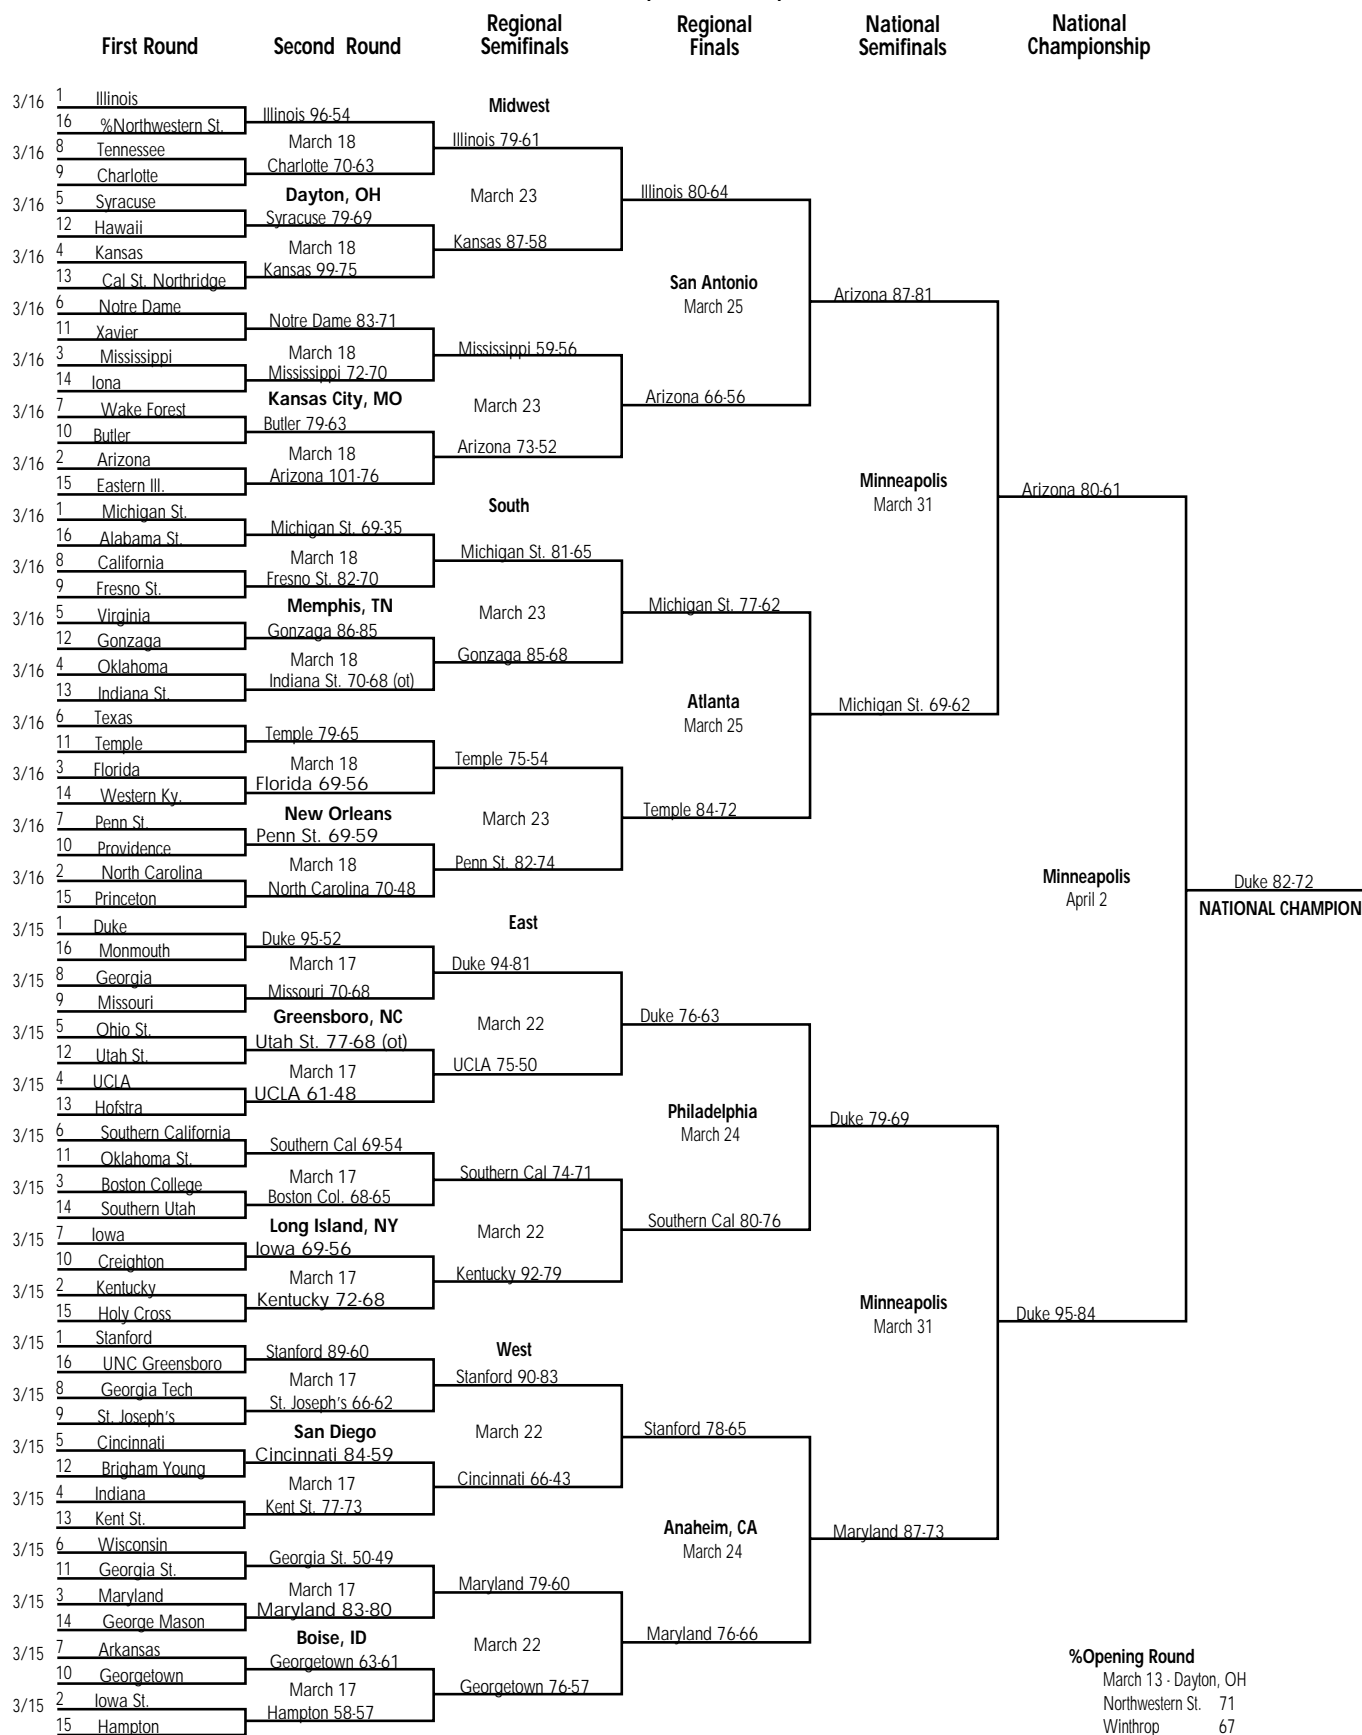 First Round
Second Round
Regional
Semifinals
Regional
Finals
National
Semifinals
National
Championship
3/16 1 Illinois
16 %Northwestern St.
3/16 8 Tennessee
9 Charlotte
3/16 5 Syracuse
12 Hawaii
3/16 4 Kansas
13 Cal St. Northridge
3/16 6 Notre Dame
11 Xavier
3/16 3 Mississippi
14 Iona
3/16 7 Wake Forest
10 Butler
3/16 2 Arizona
15 Eastern Ill.
3/16 1 Michigan St.
16 Alabama St.
3/16 8 California
9 Fresno St.
3/16 5 Virginia
12 Gonzaga
3/16 4 Oklahoma
13 Indiana St.
3/16 6 Texas
11 Temple
3/16 3 Florida
14 Western Ky.
3/16 7 Penn St.
10 Providence
3/16 2 North Carolina
15 Princeton
3/15 1 Duke
16 Monmouth
3/15 8 Georgia
9 Missouri
3/15 5 Ohio St.
12 Utah St.
3/15 4 UCLA
13 Hofstra
3/15 6 Southern California
11 Oklahoma St.
3/15 3 Boston College
14 Southern Utah
3/15 7 Iowa
10 Creighton
3/15 2 Kentucky
15 Holy Cross
3/15 1 Stanford
16 UNC Greensboro
3/15 8 Georgia Tech
9 St. Joseph's
3/15 5 Cincinnati
12 Brigham Young
3/15 4 Indiana
13 Kent St.
3/15 6 Wisconsin
11 Georgia St.
3/15 3 Maryland
14 George Mason
3/15 7 Arkansas
10 Georgetown
3/15 2 Iowa St.
15 Hampton
Illinois 96-54
March 18
Charlotte 70-63
Dayton, OH
Syracuse 79-69
March 18
Kansas 99-75
Notre Dame 83-71
March 18
Mississippi 72-70
Kansas City, MO
Butler 79-63
March 18
Arizona 101-76
Michigan St. 69-35
March 18
Fresno St. 82-70
Memphis, TN
Gonzaga 86-85
March 18
Indiana St. 70-68 (ot)
Temple 79-65
March 18
Florida 69-56
New Orleans
Penn St. 69-59
March 18
North Carolina 70-48
Duke 95-52
March 17
Missouri 70-68
Greensboro, NC
Utah St. 77-68 (ot)
March 17
UCLA 61-48
Southern Cal 69-54
March 17
Boston Col. 68-65
Long Island, NY
Iowa 69-56
March 17
Kentucky 72-68
Stanford 89-60
March 17
St. Joseph's 66-62
San Diego
Cincinnati 84-59
March 17
Kent St. 77-73
Georgia St. 50-49
March 17
Maryland 83-80
Boise, ID
Georgetown 63-61
March 17
Hampton 58-57
Midwest
Illinois 79-61
March 23
Kansas 87-58
Mississippi 59-56
March 23
Arizona 73-52
South
Michigan St. 81-65
March 23
Gonzaga 85-68
Temple 75-54
March 23
Penn St. 82-74
East
Duke 94-81
March 22
UCLA 75-50
Southern Cal 74-71
March 22
Kentucky 92-79
West
Stanford 90-83
March 22
Cincinnati 66-43
Maryland 79-60
March 22
Georgetown 76-57
Illinois 80-64
San Antonio
March 25
Arizona 66-56
Michigan St. 77-62
Atlanta
March 25
Temple 84-72
Duke 76-63
Philadelphia
March 24
Southern Cal 80-76
Stanford 78-65
Anaheim, CA
March 24
Maryland 76-66
Arizona 87-81
Minneapolis
March 31
Michigan St. 69-62
Duke 79-69
Minneapolis
March 31
Maryland 87-73
Arizona 80-61
Minneapolis
April 2
Duke 95-84
Duke 82-72
NATIONAL CHAMPION
%Opening Round
March 13 - Dayton, OH
Northwestern St. 71
Winthrop 67